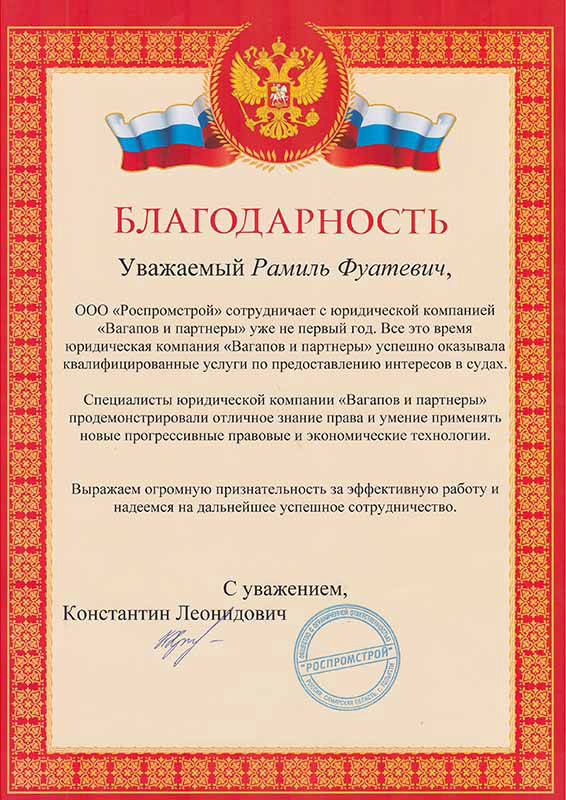 БЛАГОДАРНОСТЬ
Уважаемый Рамиль Фуатевич,
ООО «Роспромстрой» сотрудничает с юридической компанией
«Вагапов и партнеры» уже не первый год. Все это время
юридическая компания «Вагапов и партнеры» успешно оказывала
квалифицированные услуги по предоставлению интересов в судах.
Специалисты юридической компании «Вагапов и партнеры»
продемонстрировали отличное знание права и умение применять
новые прогрессивные правовые и экономические технологии.
Выражаем огромную признательность за эффективную работу и
надеемся на дальнейшее успешное сотрудничество.
С уважением,
Константин Леонидович
ОБЩЕСТВО С ОГРАНИЧЕННОЙ ОТВЕТСТВЕННОСТЬЮ
"РОСПРОМСТРОЙ"
РОССИЯ, САМАРСКАЯ ОБЛАСТЬ, Г. ТОЛЬЯТТИ